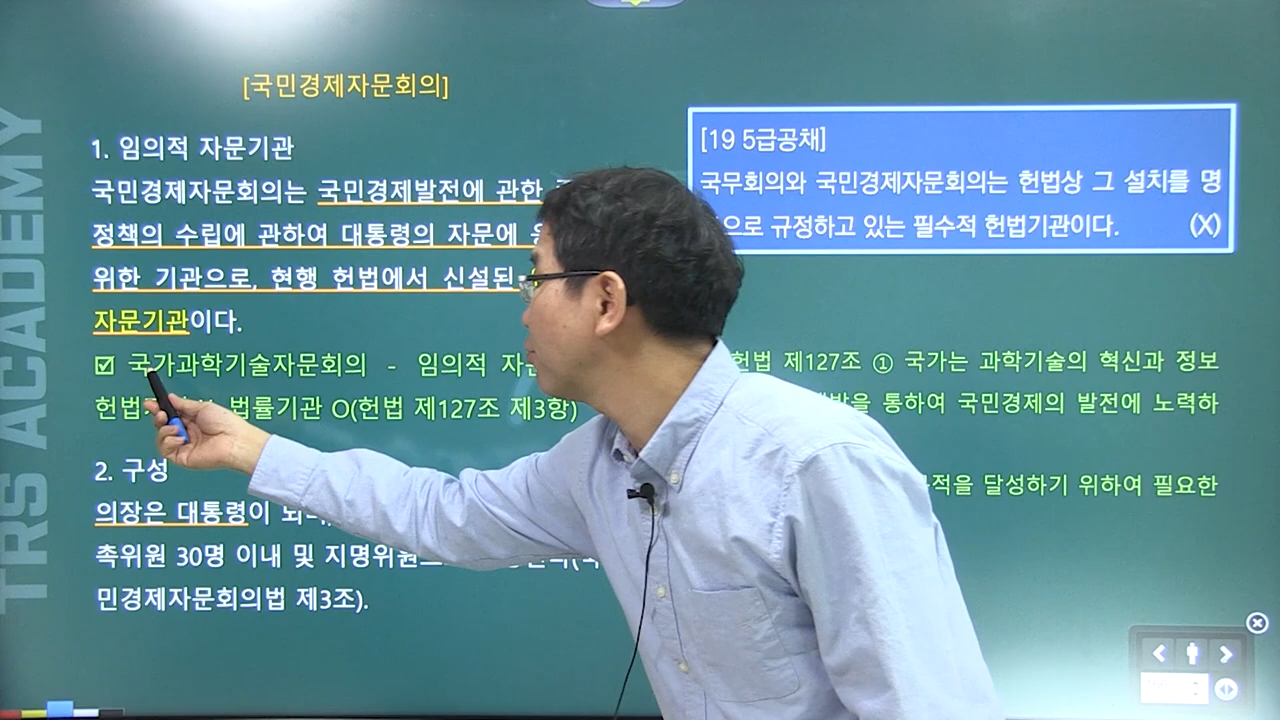 [국민경제자문회의]
1. 임의적 자문기관
국민경제자문회의는 국민경제발전에 관한
정책의 수립에 관하여 대통령의 자문에
위한 기관으로, 현행 헌법에서 신설된
자문기관이다.
☑ 국가과학기술자문회의 - 임의적
법률기관 O(헌법 제127조 제3항)
2. 구성
의장은 대통령이
촉위원 30명 이내 및 지명위원
민경제자문회의법 제3조).
[19 5급공채]
국무회의와 국민경제자문회의는 헌법상 그 설치를 명
으로 규정하고 있는 필수적 헌법기관이다. (X)
헌법 제127조 ① 국가는 과학기술의 혁신과 정보
통하여 국민경제의 발전에 노력하
달성하기 위하여 필요한
TRS ACADEMY